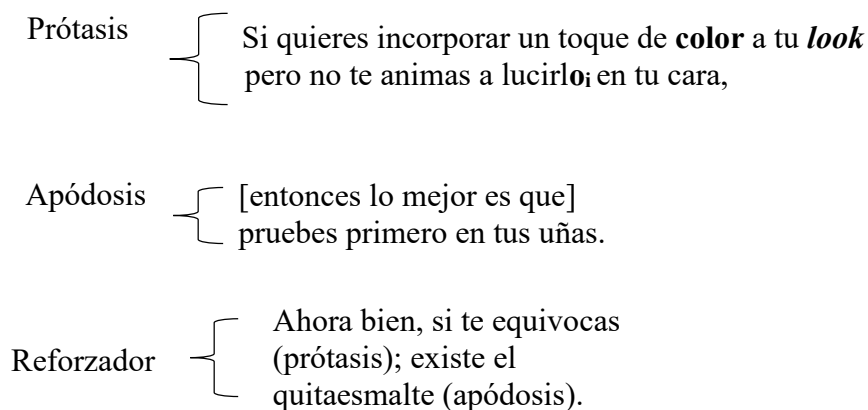 Prótasis
Si quieres incorporar un toque de color a tu look
pero no te animas a lucirloi en tu cara,
Apódosis
[entonces lo mejor es que]
pruebes primero en tus uñas.
Reforzador
Ahora bien, si te equivocas
(prótasis); existe el
quitaesmalte (apódosis).